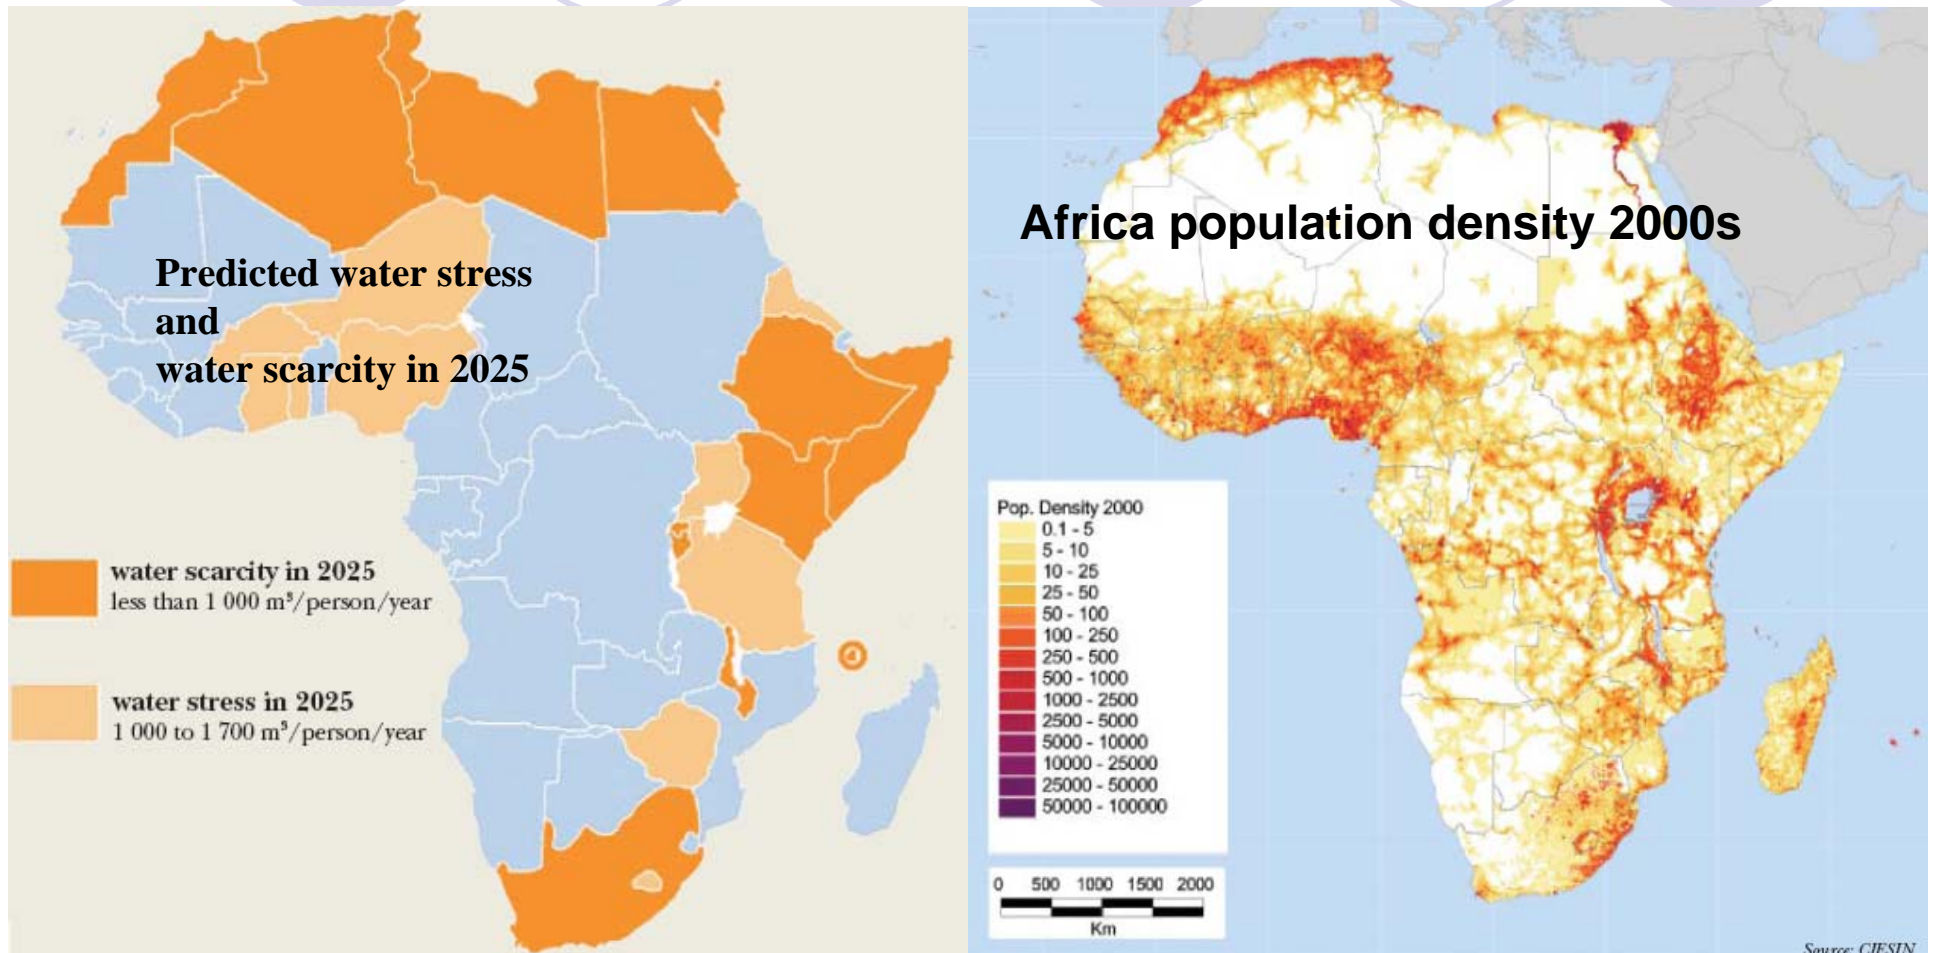 Predicted water stress
and
water scarcity in 2025
water scarcity in 2025
less than 1 000 m³/person/year
water stress in 2025
1 000 to 1 700 m³/person/year
Africa population density 2000s
Pop. Density 2000
0.1 - 5
5 - 10
10 - 25
25 - 50
50 - 100
100 - 250
250 - 500
500 - 1000
1000 - 2500
2500 - 5000
5000 - 10000
10000 - 25000
25000 - 50000
50000 - 100000
0 500 1000 1500 2000
Km
Source: CIESIN